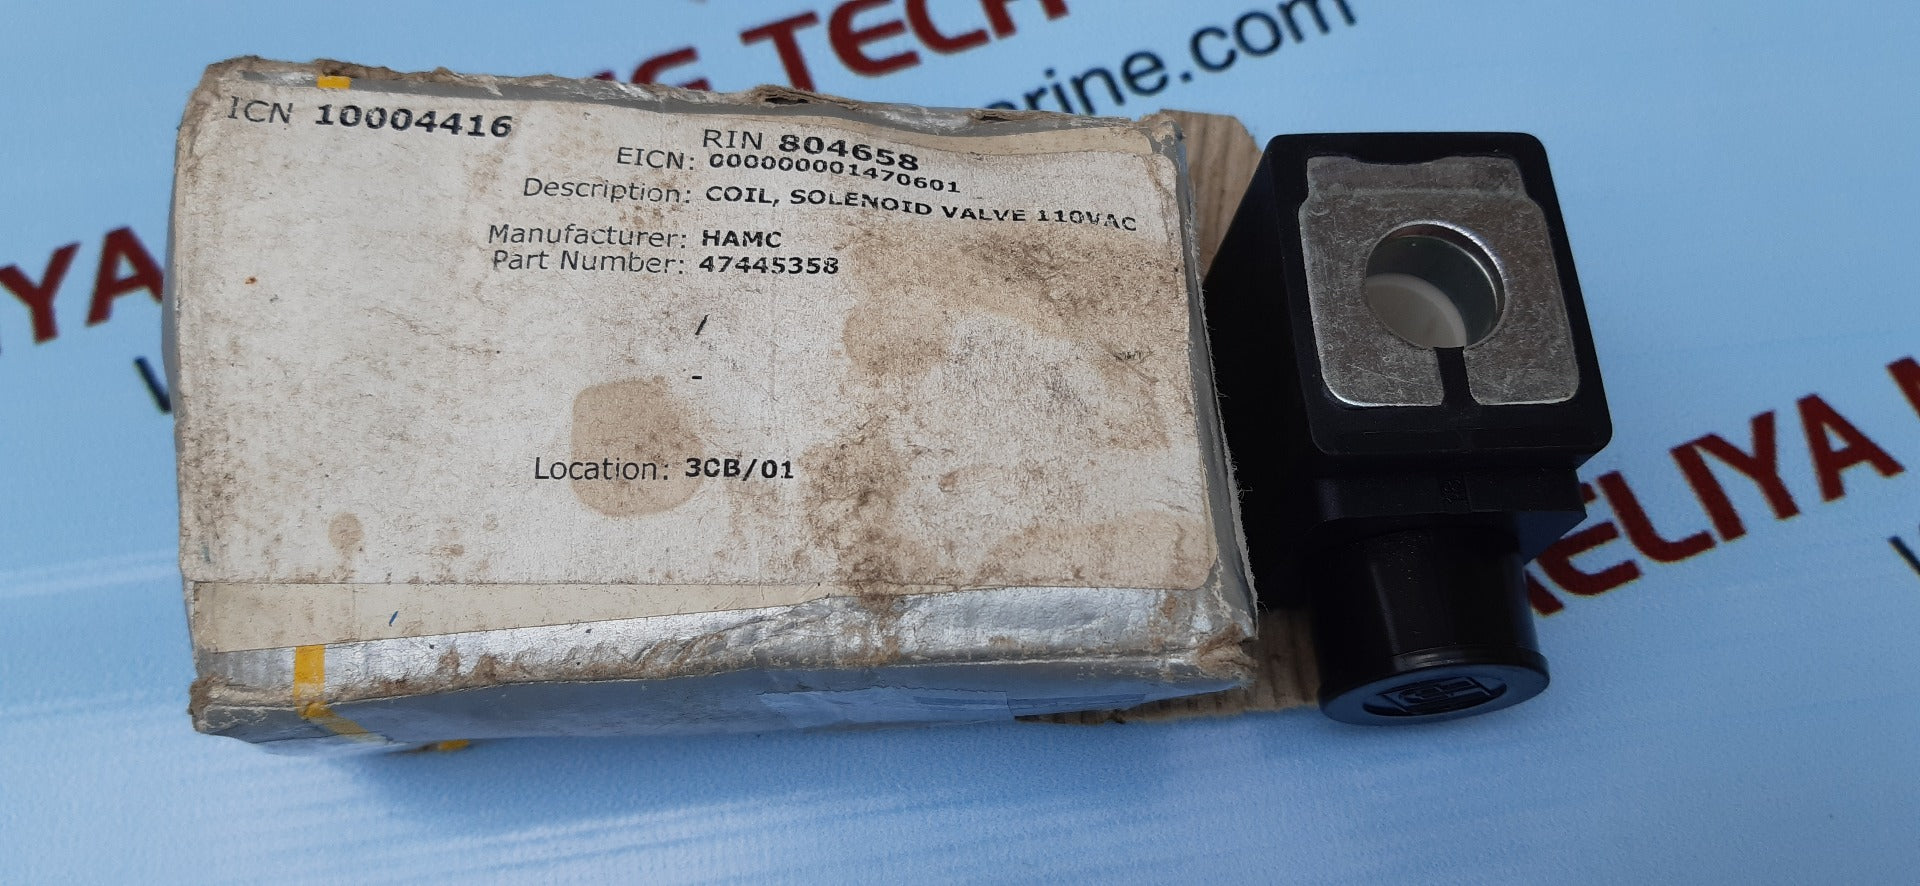 TECH
rine.com
ICN 10004416
RIN 804658
EICN: 000000001470601
Description: COIL, SOLENOID VALVE 110VAC
Manufacturer: HAMC
Part Number: 47445358
/
-
Location: 3CB/01
YA
ELIYA